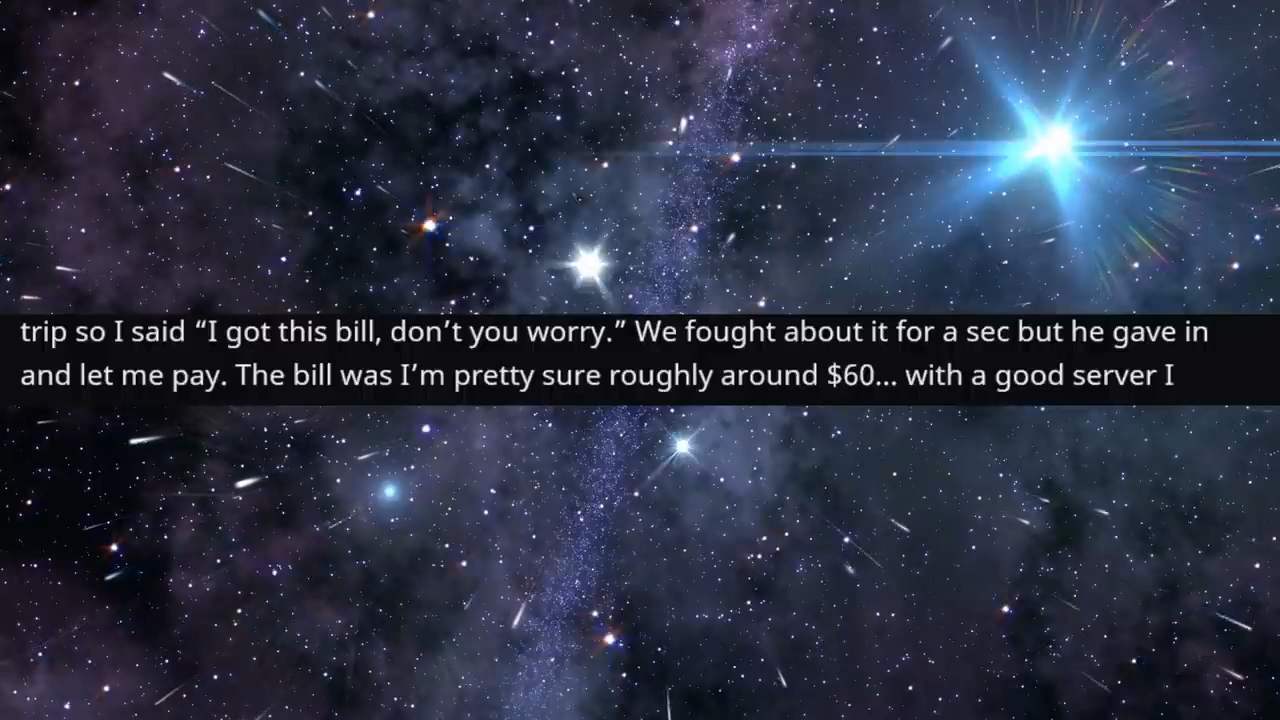 trip so I said “I got this bill, don’t you worry.” We fought about it for a sec but he gave in
and let me pay. The bill was I’m pretty sure roughly around $60... with a good server I